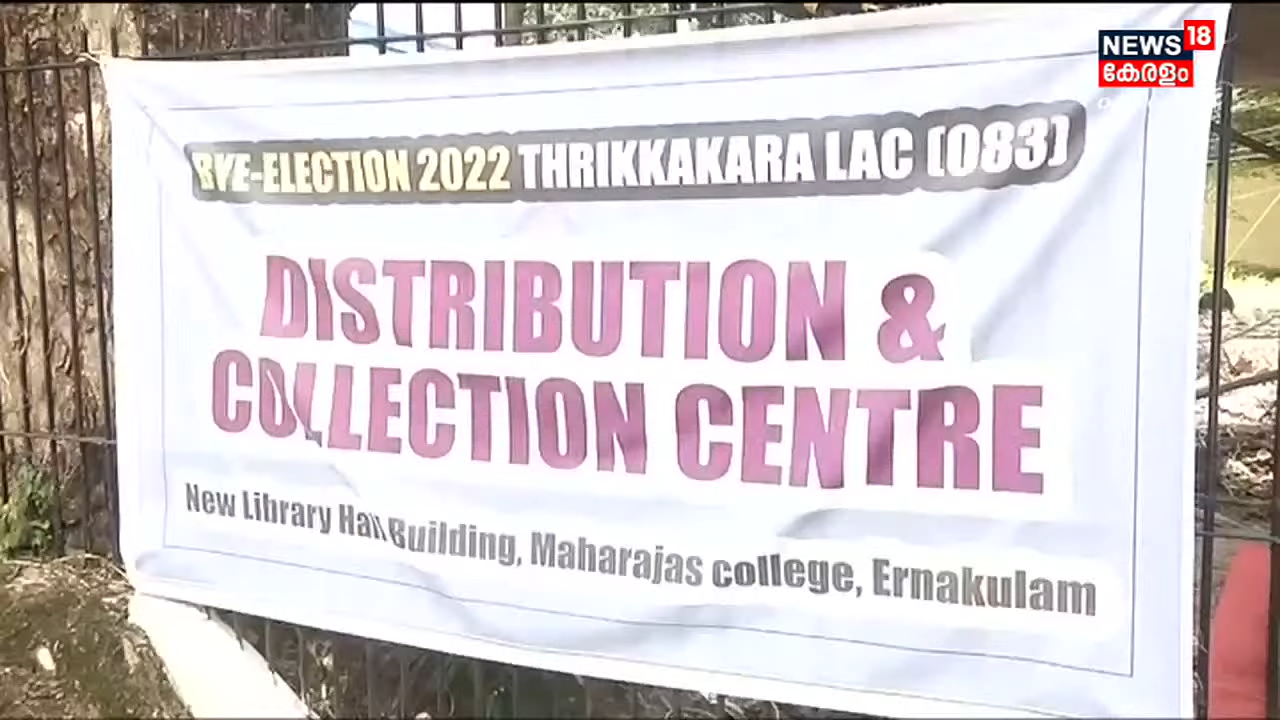 NEWS 18
കേരളം
BYE-ELECTION 2022 THRIKKAKARA LAC (083)
DISTRIBUTION &
COLLECTION CENTRE
New Library Hall Building, Maharajas college, Ernakulam